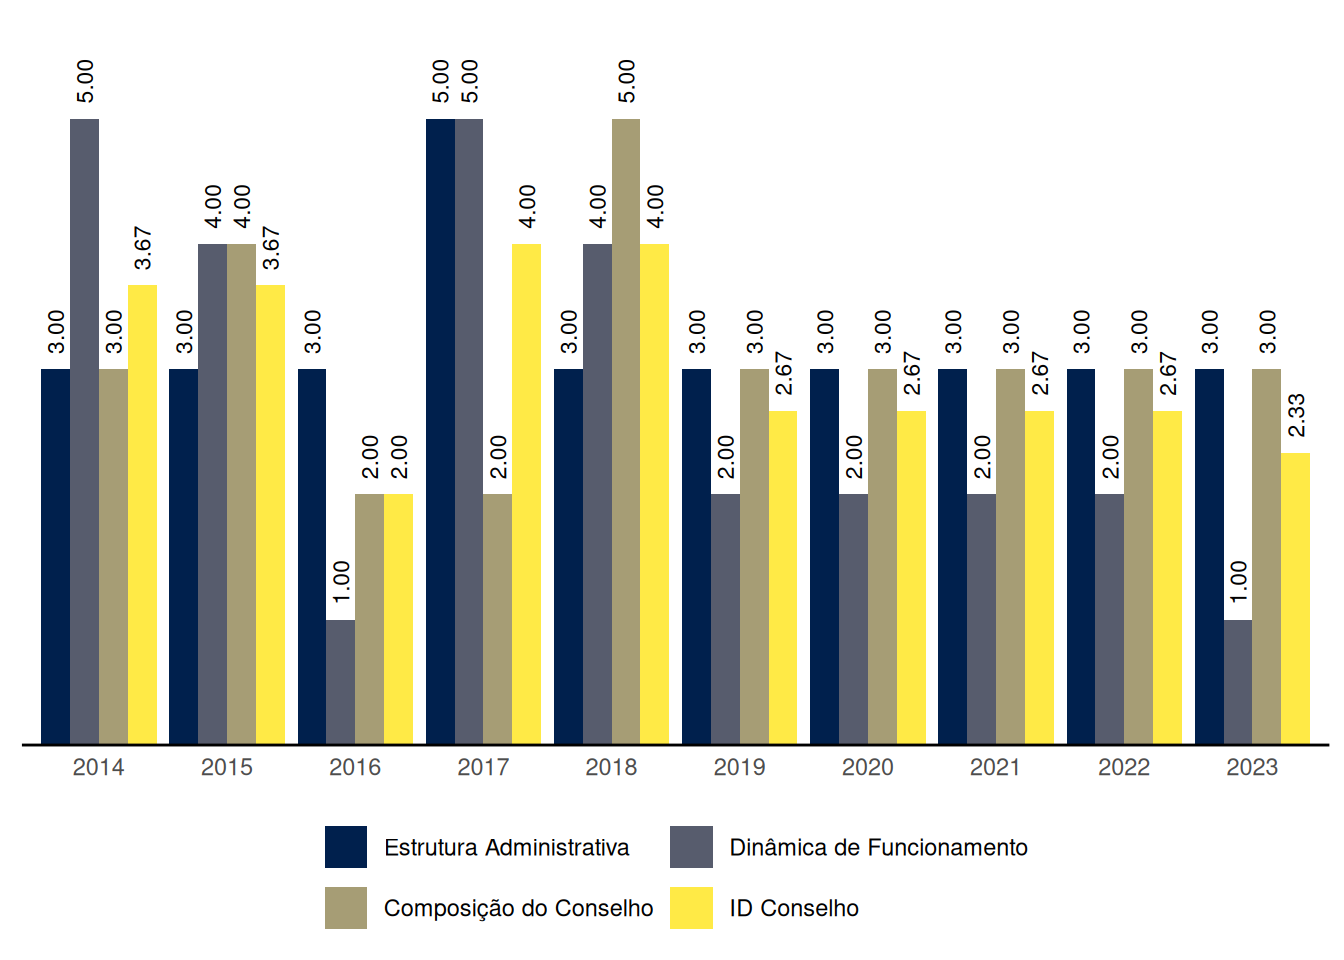 5.00 5.00 5.00 5.00
4.00 4.00 4.00 4.00 4.00
3.67 3.67
3.00 3.00 3.00 3.00 3.00 3.00 3.00 3.00 3.00 3.00 3.00 3.00 3.00 3.00 3.00
2.67 2.67 2.67 2.67
2.33
2.00 2.00 2.00 2.00 2.00 2.00 2.00
1.00 1.00
2014 2015 2016 2017 2018 2019 2020 2021 2022 2023
Estrutura Administrativa Dinâmica de Funcionamento
Composição do Conselho ID Conselho